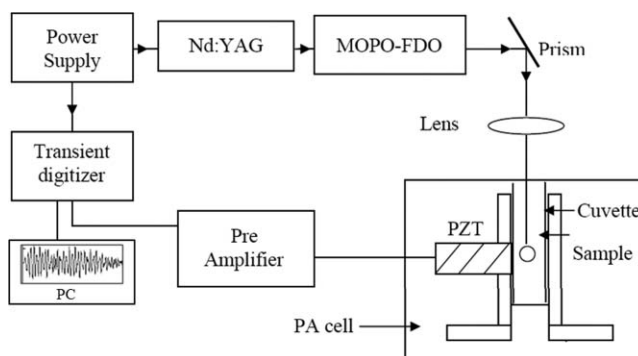 Power
Supply
Nd:YAG
MOPO-FDO
Prism
Lens
Transient
digitizer
Cuvette
PZT
Pre
Amplifier
Sample
PC
PA cell